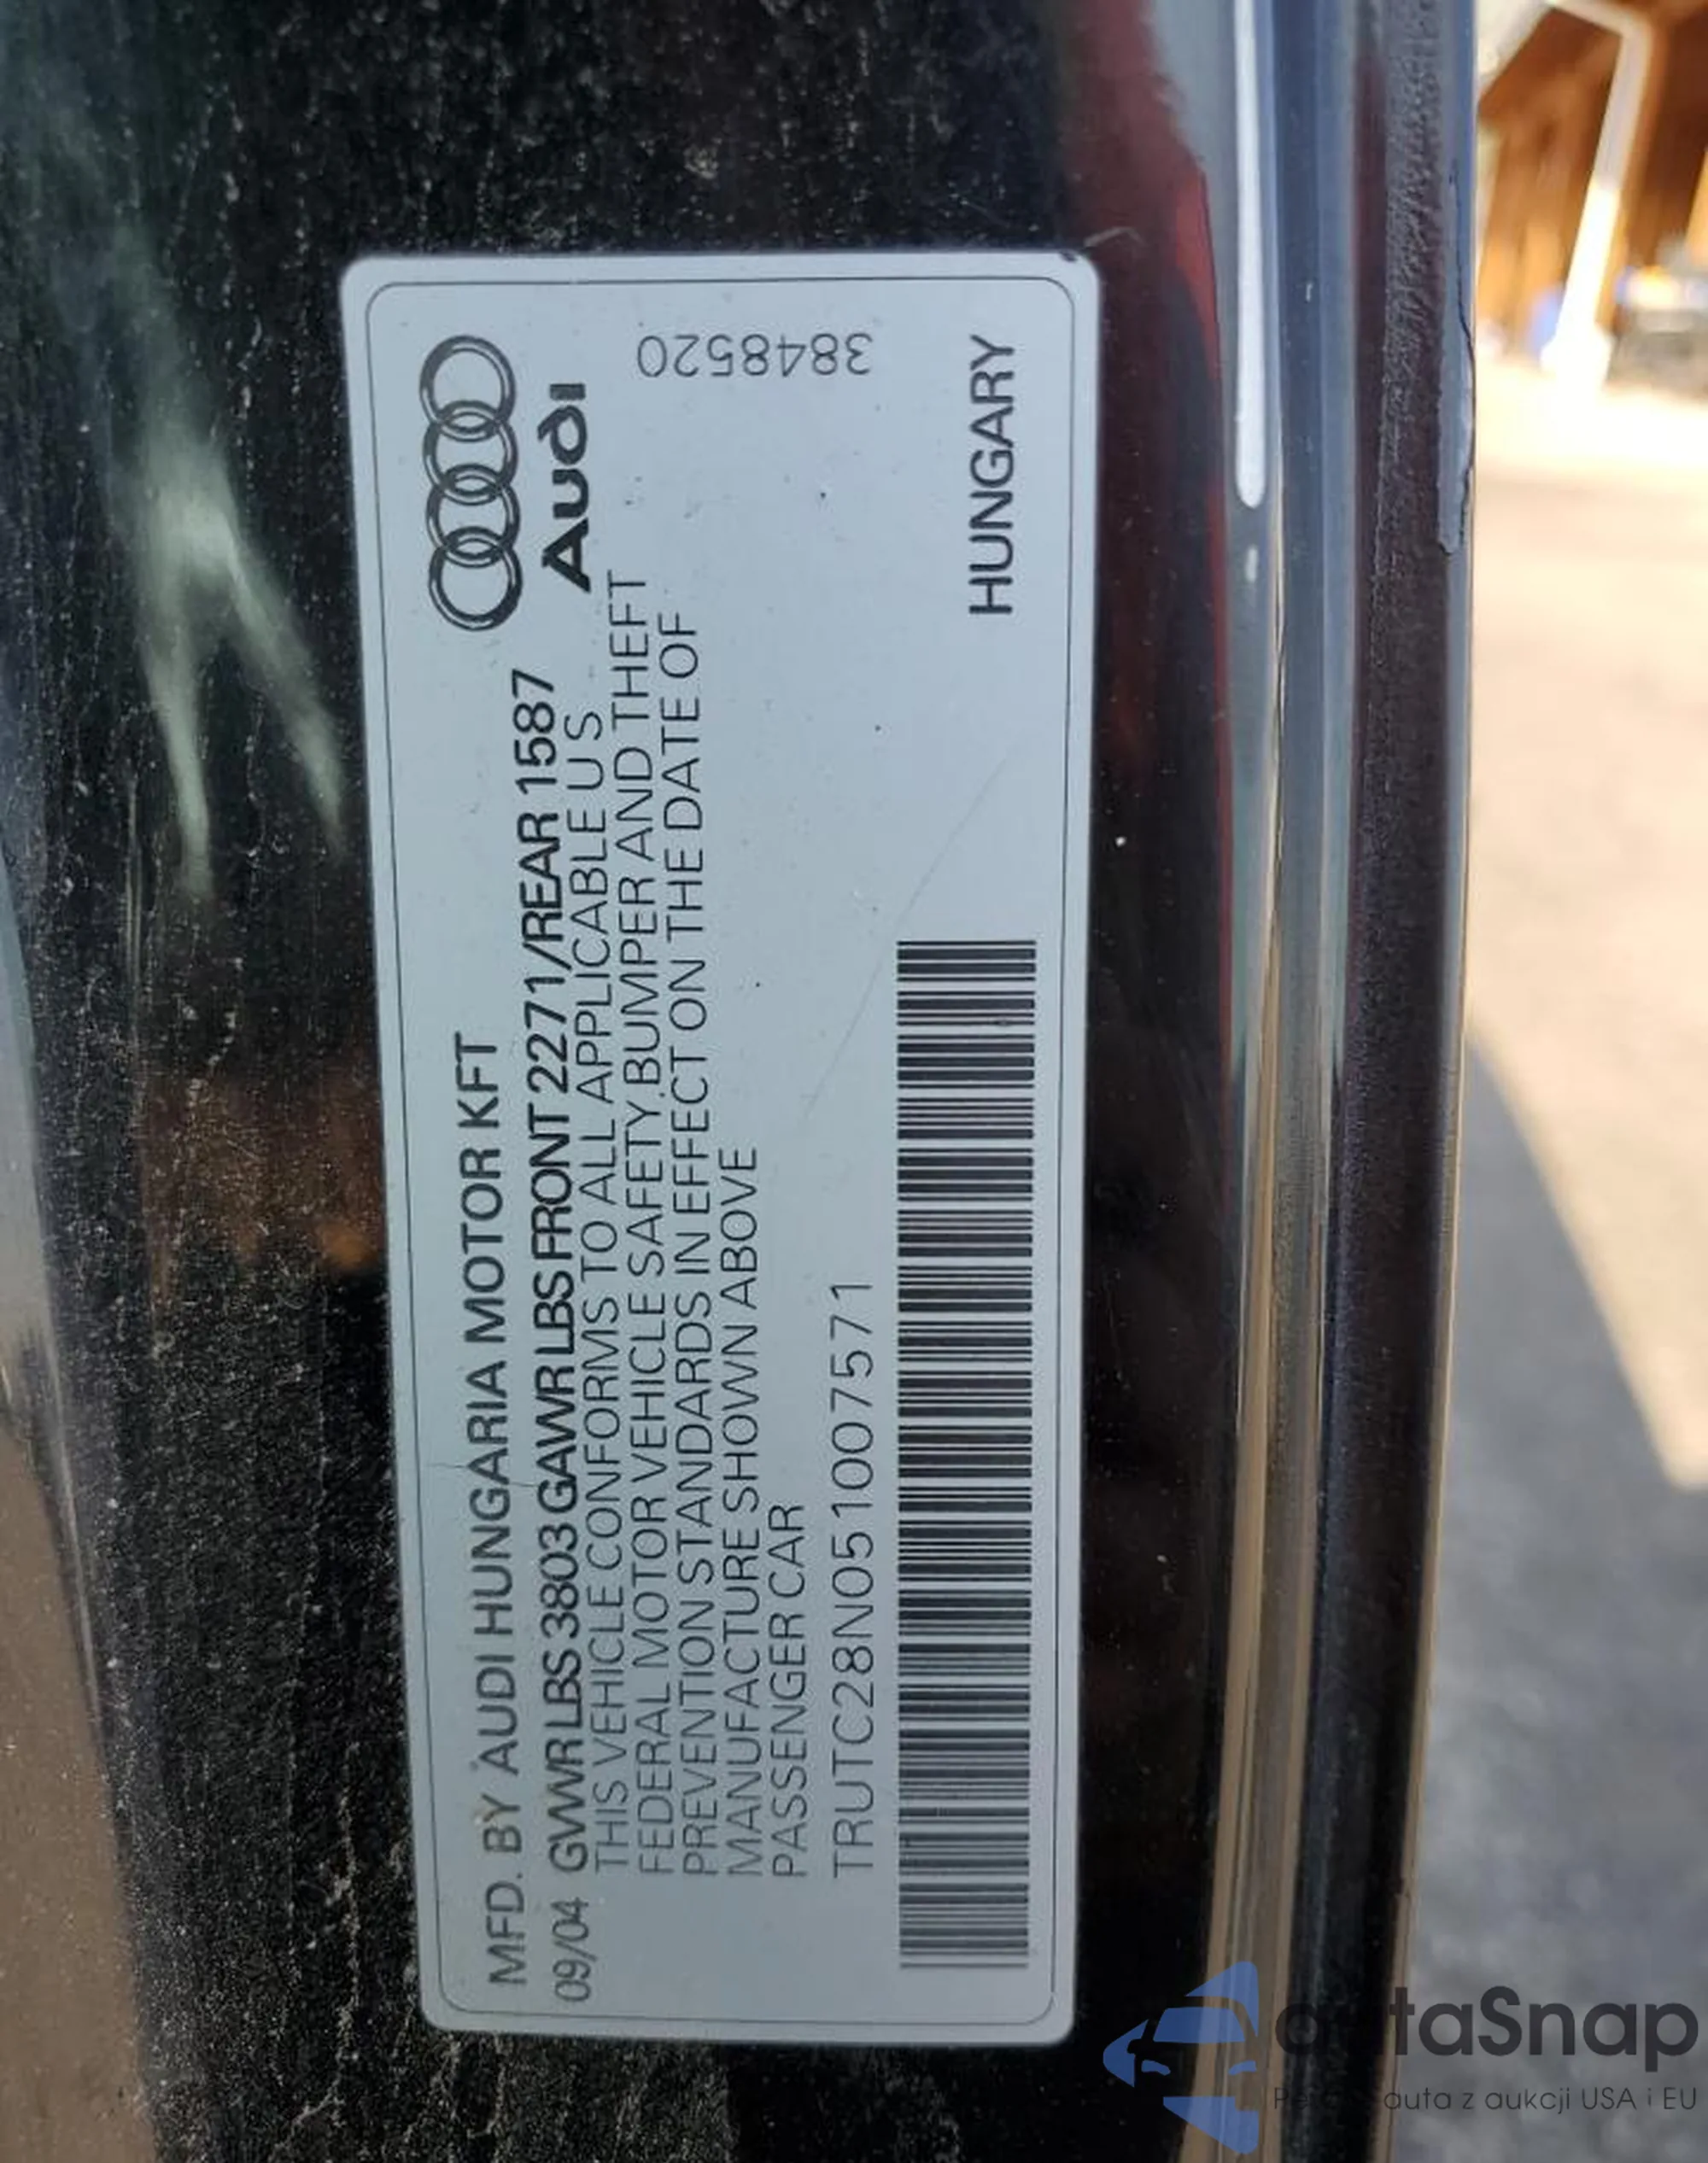 MFD. BY AUDI HUNGARIA MOTOR KFT
09/04 GVWR LBS 3803 GAWR LBS FRONT 2271/REAR 1587
THIS VEHICLE CONFORMS TO ALL APPLICABLE U S
FEDERAL MOTOR VEHICLE SAFETY,BUMPER AND THEFT
PREVENTION STANDARDS IN EFFECT ON THE DATE OF
MANUFACTURE SHOWN ABOVE
PASSENGER CAR
TRUTC28N051007571
Audi
3848520
HUNGARY
autaSnap
auta z aukcji USA i EU